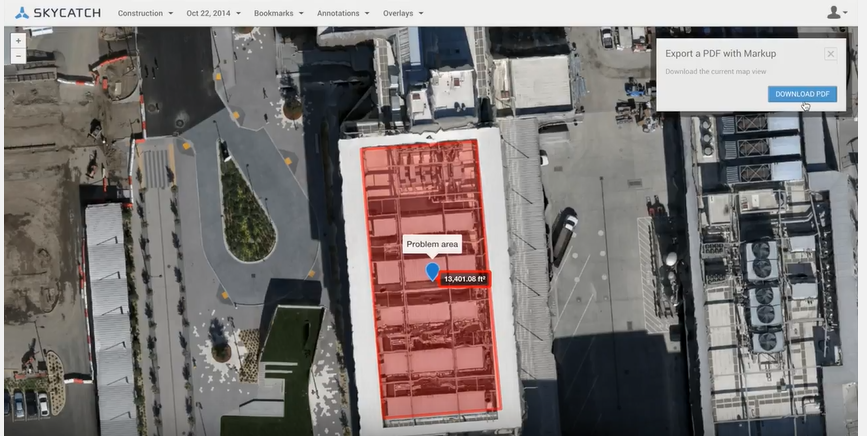 SKYCATCH Construction Oct 22, 2014 Bookmarks Annotations Overlays
+
−
Export a PDF with Markup ×
Download the current map view
DOWNLOAD PDF
Problem area
13,401.08 ft²